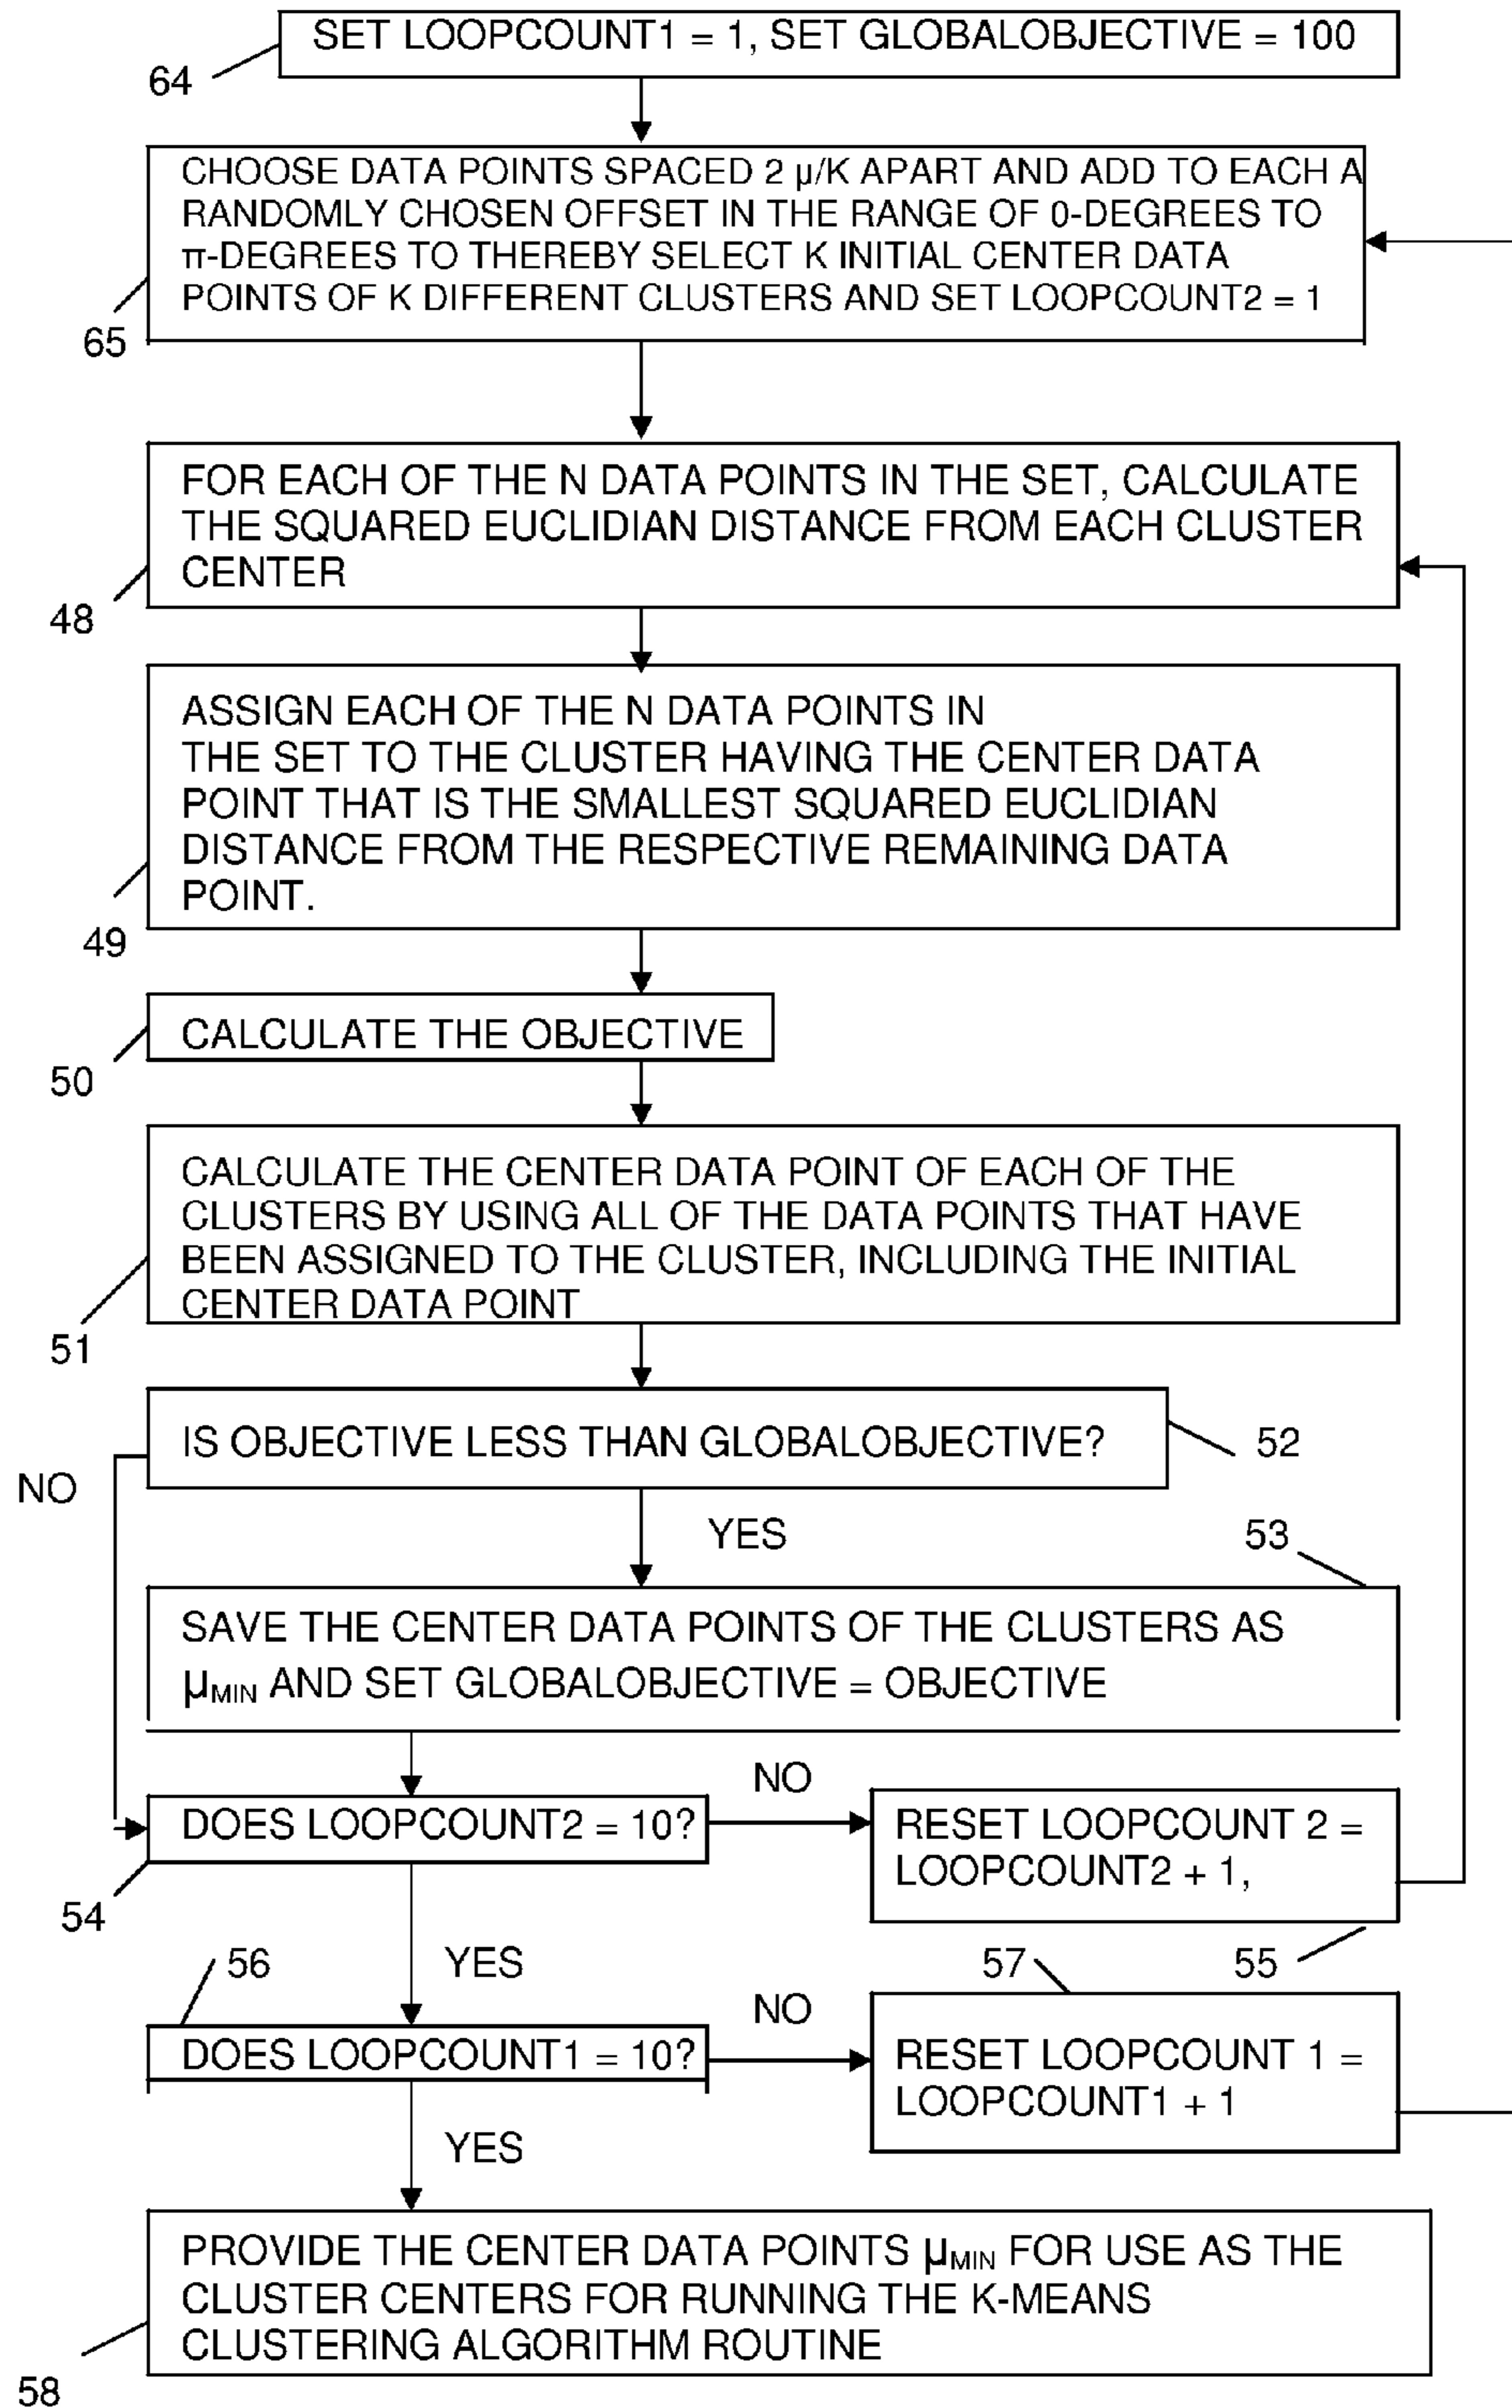 SET LOOPCOUNT1 = 1, SET GLOBALOBJECTIVE = 100
64
CHOOSE DATA POINTS SPACED 2 μ/K APART AND ADD TO EACH A
RANDOMLY CHOSEN OFFSET IN THE RANGE OF 0-DEGREES TO
π-DEGREES TO THEREBY SELECT K INITIAL CENTER DATA
POINTS OF K DIFFERENT CLUSTERS AND SET LOOPCOUNT2 = 1
65
FOR EACH OF THE N DATA POINTS IN THE SET, CALCULATE
THE SQUARED EUCLIDIAN DISTANCE FROM EACH CLUSTER
CENTER
48
ASSIGN EACH OF THE N DATA POINTS IN
THE SET TO THE CLUSTER HAVING THE CENTER DATA
POINT THAT IS THE SMALLEST SQUARED EUCLIDIAN
DISTANCE FROM THE RESPECTIVE REMAINING DATA
POINT.
49
CALCULATE THE OBJECTIVE
50
CALCULATE THE CENTER DATA POINT OF EACH OF THE
CLUSTERS BY USING ALL OF THE DATA POINTS THAT HAVE
BEEN ASSIGNED TO THE CLUSTER, INCLUDING THE INITIAL
CENTER DATA POINT
51
IS OBJECTIVE LESS THAN GLOBALOBJECTIVE?
52
NO
YES
53
SAVE THE CENTER DATA POINTS OF THE CLUSTERS AS
μMIN AND SET GLOBALOBJECTIVE = OBJECTIVE
DOES LOOPCOUNT2 = 10?
NO
RESET LOOPCOUNT 2 =
LOOPCOUNT2 + 1,
54
55
YES
56
57
DOES LOOPCOUNT1 = 10?
NO
RESET LOOPCOUNT 1 =
LOOPCOUNT1 + 1
YES
PROVIDE THE CENTER DATA POINTS μMIN FOR USE AS THE
CLUSTER CENTERS FOR RUNNING THE K-MEANS
CLUSTERING ALGORITHM ROUTINE
58